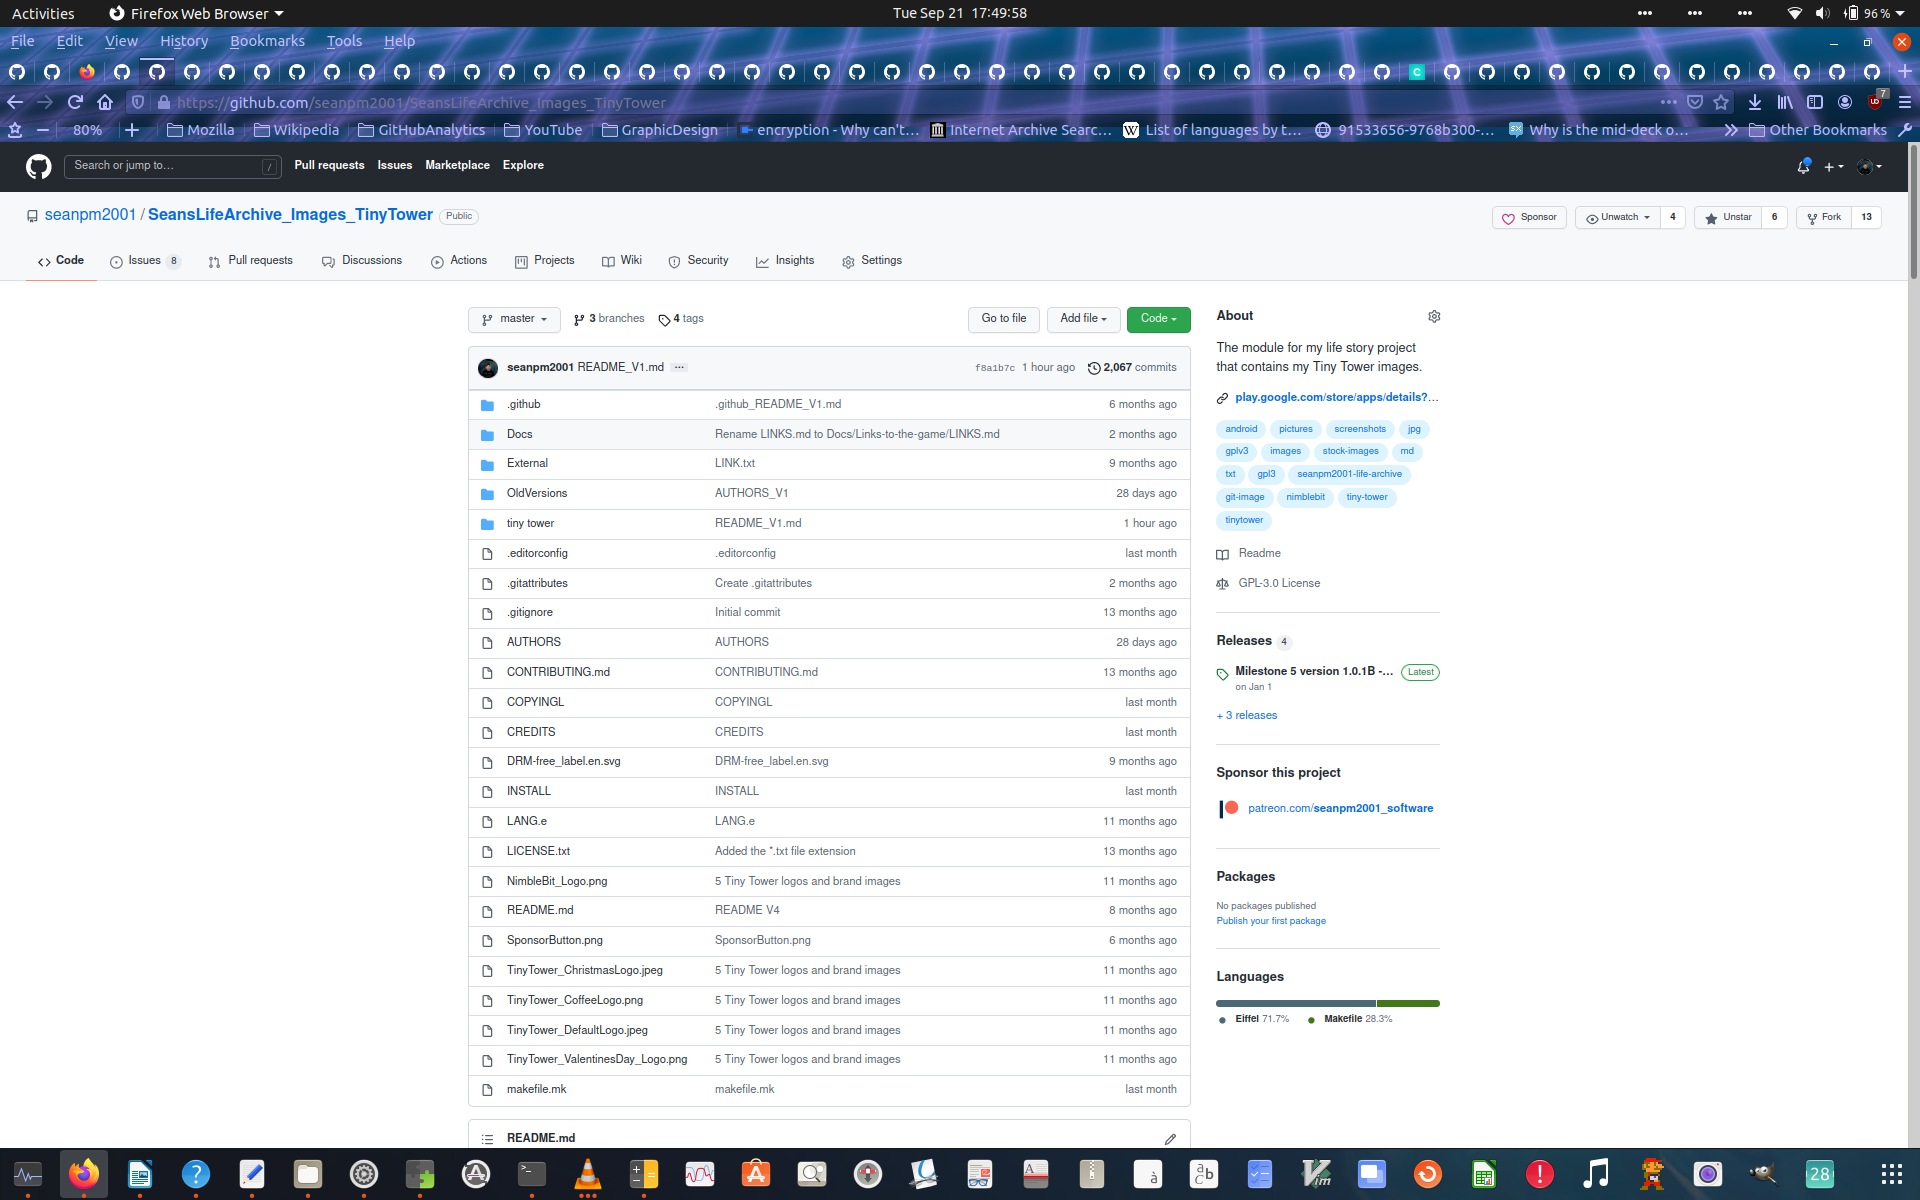 Activities Firefox Web Browser Tue Sep 21 17:49:58 96 %
File Edit View History Bookmarks Tools Help
https://github.com/seanpm2001/SeansLifeArchive_Images_TinyTower 7
80% Mozilla Wikipedia GitHubAnalytics YouTube GraphicDesign encryption - Why can't… Internet Archive Searc… List of languages by t… 91533656-9768b300-… Why is the mid-deck o… Other Bookmarks
Search or jump to… / Pull requests Issues Marketplace Explore
seanpm2001 / SeansLifeArchive_Images_TinyTower Public Sponsor Unwatch 4 Unstar 6 Fork 13
Code Issues 8 Pull requests Discussions Actions Projects Wiki Security Insights Settings
master 3 branches 4 tags Go to file Add file Code
seanpm2001 README_V1.md ... f8a1b7c 1 hour ago 2,067 commits
.github .github_README_V1.md 6 months ago
Docs Rename LINKS.md to Docs/Links-to-the-game/LINKS.md 2 months ago
External LINK.txt 9 months ago
OldVersions AUTHORS_V1 28 days ago
tiny tower README_V1.md 1 hour ago
.editorconfig .editorconfig last month
.gitattributes Create .gitattributes 2 months ago
.gitignore Initial commit 13 months ago
AUTHORS AUTHORS 28 days ago
CONTRIBUTING.md CONTRIBUTING.md 13 months ago
COPYINGL COPYINGL last month
CREDITS CREDITS last month
DRM-free_label.en.svg DRM-free_label.en.svg 9 months ago
INSTALL INSTALL last month
LANG.e LANG.e 11 months ago
LICENSE.txt Added the *.txt file extension 13 months ago
NimbleBit_Logo.png 5 Tiny Tower logos and brand images 11 months ago
README.md README V4 8 months ago
SponsorButton.png SponsorButton.png 6 months ago
TinyTower_ChristmasLogo.jpeg 5 Tiny Tower logos and brand images 11 months ago
TinyTower_CoffeeLogo.png 5 Tiny Tower logos and brand images 11 months ago
TinyTower_DefaultLogo.jpeg 5 Tiny Tower logos and brand images 11 months ago
TinyTower_ValentinesDay_Logo.png 5 Tiny Tower logos and brand images 11 months ago
makefile.mk makefile.mk last month
README.md
About
The module for my life story project
that contains my Tiny Tower images.
play.google.com/store/apps/details?…
android pictures screenshots jpg
gplv3 images stock-images md
txt gpl3 seanpm2001-life-archive
git-image nimblebit tiny-tower
tinytower
Readme
GPL-3.0 License
Releases 4
Milestone 5 version 1.0.1B -… Latest
on Jan 1
+ 3 releases
Sponsor this project
patreon.com/seanpm2001_software
Packages
No packages published
Publish your first package
Languages
Eiffel 71.7% Makefile 28.3%
28